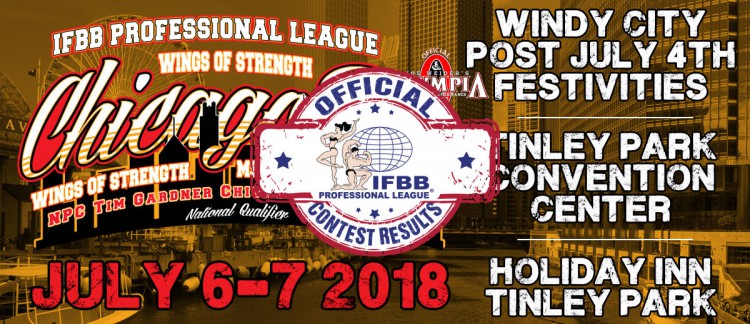 IFBB PROFESSIONAL LEAGUE
WINGS OF STRENGTH
Chicago
WINGS OF STRENGTH
NPC TIM GARDNER CHI
National Qualifier
JULY 6-7 2018
OFFICIAL
OFFICIAL
IFBB
PROFESSIONAL LEAGUE
CONTEST RESULTS
WINDY CITY
POST JULY 4TH
FESTIVITIES
TINLEY PARK
CONVENTION
CENTER
HOLIDAY INN
TINLEY PARK